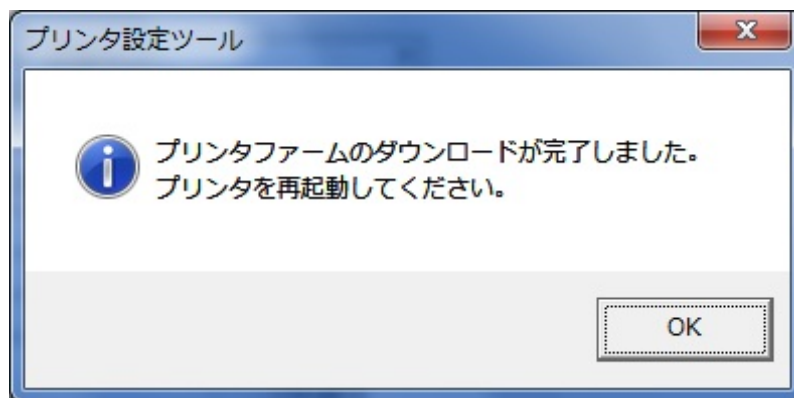 プリンタ設定ツール
プリンタファームのダウンロードが完了しました。
プリンタを再起動してください。
OK